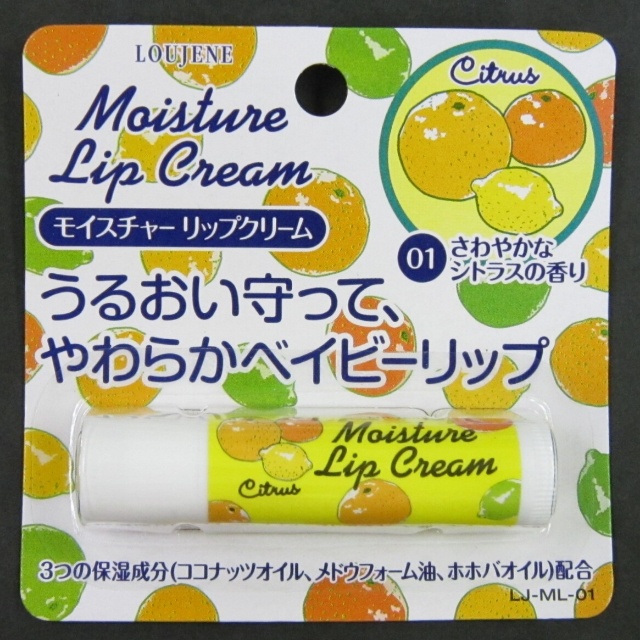 LOUJENE
Moisture
Lip Cream
モイスチャー リップクリーム
Citrus
01 さわやかな
シトラスの香り
うるおい守って、
やわらかベイビーリップ
Moisture
Lip Cream
Citrus
3つの保湿成分(ココナッツオイル、メドウフォーム油、ホホバオイル)配合
LJ-ML-01